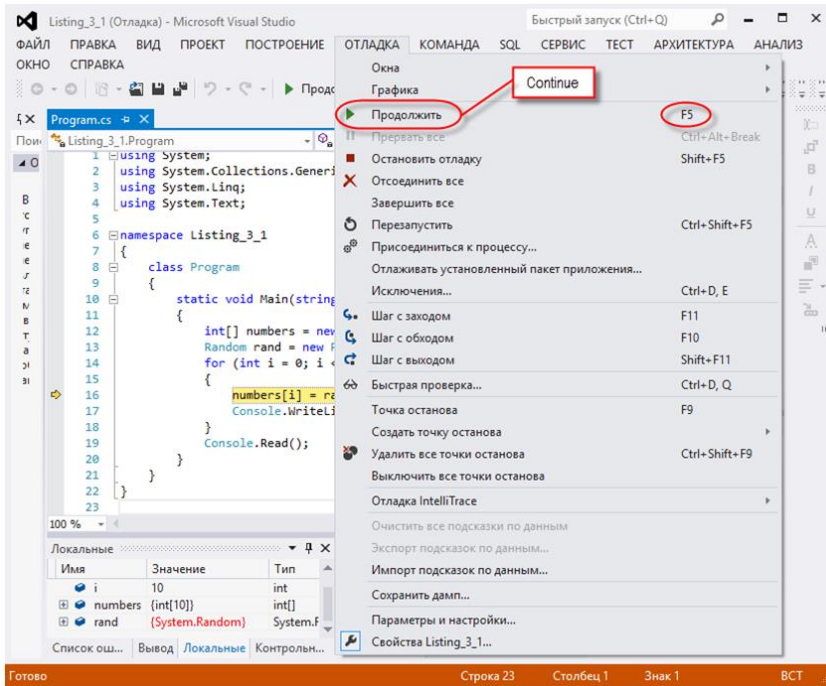 Listing_3_1 (Отладка) - Microsoft Visual Studio
Быстрый запуск (Ctrl+Q)
ФАЙЛ ПРАВКА ВИД ПРОЕКТ ПОСТРОЕНИЕ ОТЛАДКА КОМАНДА SQL СЕРВИС ТЕСТ АРХИТЕКТУРА АНАЛИЗ
ОКНО СПРАВКА
Program.cs
Listing_3_1.Program
1 using System;
2 using System.Collections.Generi
3 using System.Linq;
4 using System.Text;
5
6 namespace Listing_3_1
7 {
8 class Program
9 {
10 static void Main(string
11 {
12 int[] numbers = new
13 Random rand = new
14 for (int i = 0; i <
15 {
16 numbers[i] = ra
17 Console.WriteLi
18 }
19 Console.Read();
20 }
21 }
22 }
23
100 %
Окна
Графика
Continue
Продолжить F5
Прервать все Ctrl+Alt+Break
Остановить отладку Shift+F5
Отсоединить все
Завершить все
Перезапустить Ctrl+Shift+F5
Присоединиться к процессу...
Отлаживать установленный пакет приложения...
Исключения... Ctrl+D, E
Шаг с заходом F11
Шаг с обходом F10
Шаг с выходом Shift+F11
Быстрая проверка... Ctrl+D, Q
Точка останова F9
Создать точку останова
Удалить все точки останова Ctrl+Shift+F9
Выключить все точки останова
Отладка IntelliTrace
Очистить все подсказки по данным
Экспорт подсказок по данным...
Импорт подсказок по данным...
Сохранить дамп...
Параметры и настройки...
Свойства Listing_3_1...
Локальные
Имя Значение Тип
i 10 int
numbers {int[10]} int[]
rand {System.Random} System.
Список ош... Вывод Локальные Контрольн...
Готово Строка 23 Столбец 1 Знак 1 ВСТ